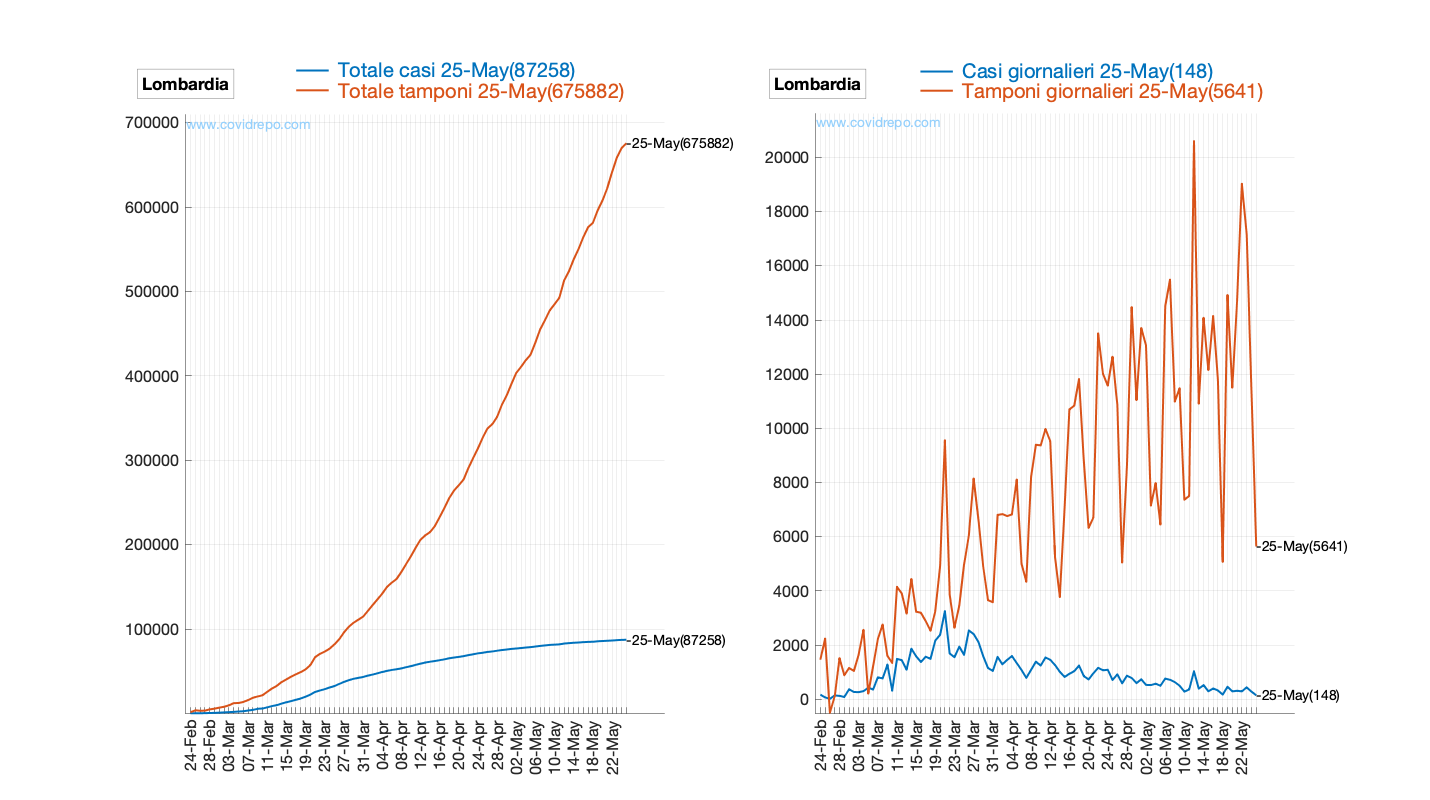 Lombardia
Totale casi 25-May(87258)
Totale tamponi 25-May(675882)
www.covidrepo.com
700000
600000
500000
400000
300000
200000
100000
25-May(675882)
25-May(87258)
24-Feb
28-Feb
03-Mar
07-Mar
11-Mar
15-Mar
19-Mar
23-Mar
27-Mar
31-Mar
04-Apr
08-Apr
12-Apr
16-Apr
20-Apr
24-Apr
28-Apr
02-May
06-May
10-May
14-May
18-May
22-May
Lombardia
Casi giornalieri 25-May(148)
Tamponi giornalieri 25-May(5641)
www.covidrepo.com
20000
18000
16000
14000
12000
10000
8000
6000
4000
2000
0
25-May(5641)
25-May(148)
24-Feb
28-Feb
03-Mar
07-Mar
11-Mar
15-Mar
19-Mar
23-Mar
27-Mar
31-Mar
04-Apr
08-Apr
12-Apr
16-Apr
20-Apr
24-Apr
28-Apr
02-May
06-May
10-May
14-May
18-May
22-May